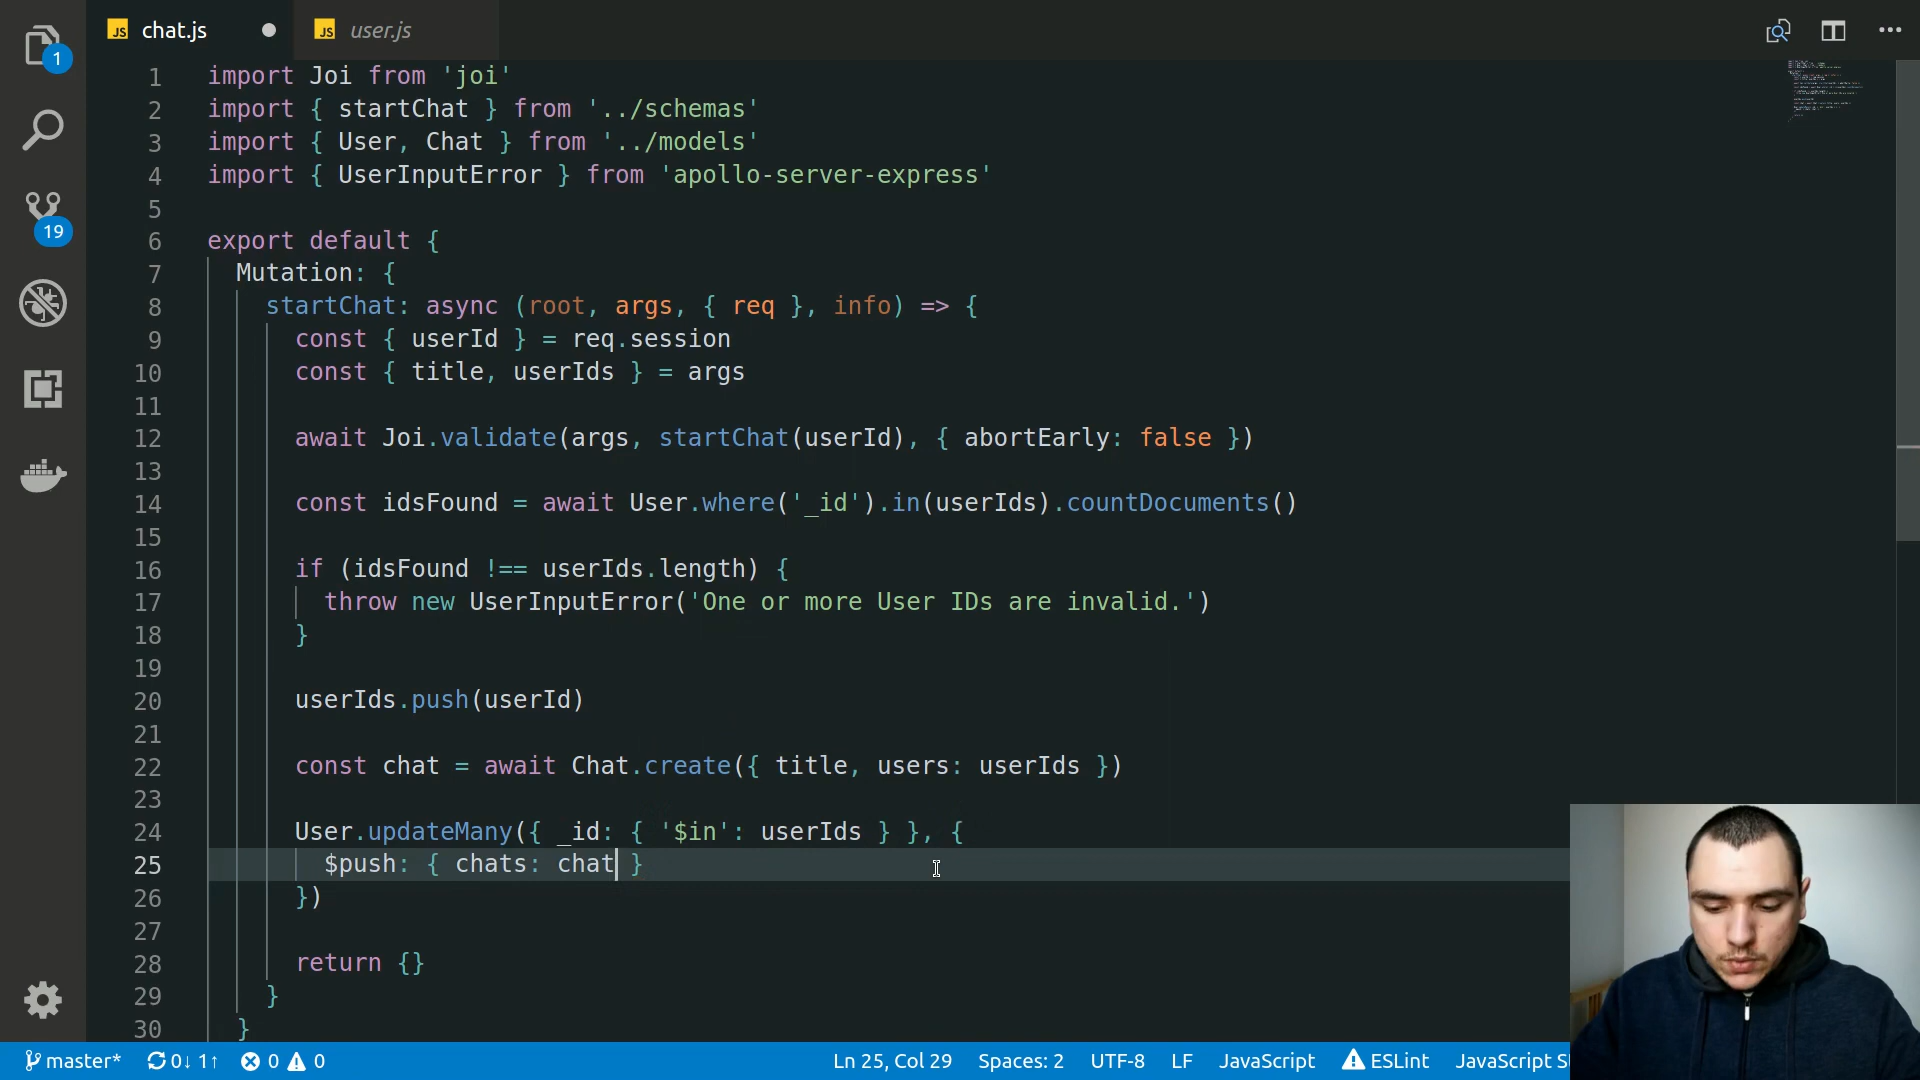 JS chat.js
JS user.js
1
19
1 import Joi from 'joi'
2 import { startChat } from '../schemas'
3 import { User, Chat } from '../models'
4 import { UserInputError } from 'apollo-server-express'
5
6 export default {
7 Mutation: {
8 startChat: async (root, args, { req }, info) => {
9 const { userId } = req.session
10 const { title, userIds } = args
11
12 await Joi.validate(args, startChat(userId), { abortEarly: false })
13
14 const idsFound = await User.where('_id').in(userIds).countDocuments()
15
16 if (idsFound !== userIds.length) {
17 throw new UserInputError('One or more User IDs are invalid.')
18 }
19
20 userIds.push(userId)
21
22 const chat = await Chat.create({ title, users: userIds })
23
24 User.updateMany({ _id: { '$in': userIds } }, {
25 $push: { chats: chat }
26 })
27
28 return {}
29 }
30 }
master* 0↓ 1↑ 0 0 Ln 25, Col 29 Spaces: 2 UTF-8 LF JavaScript ESLint JavaScript